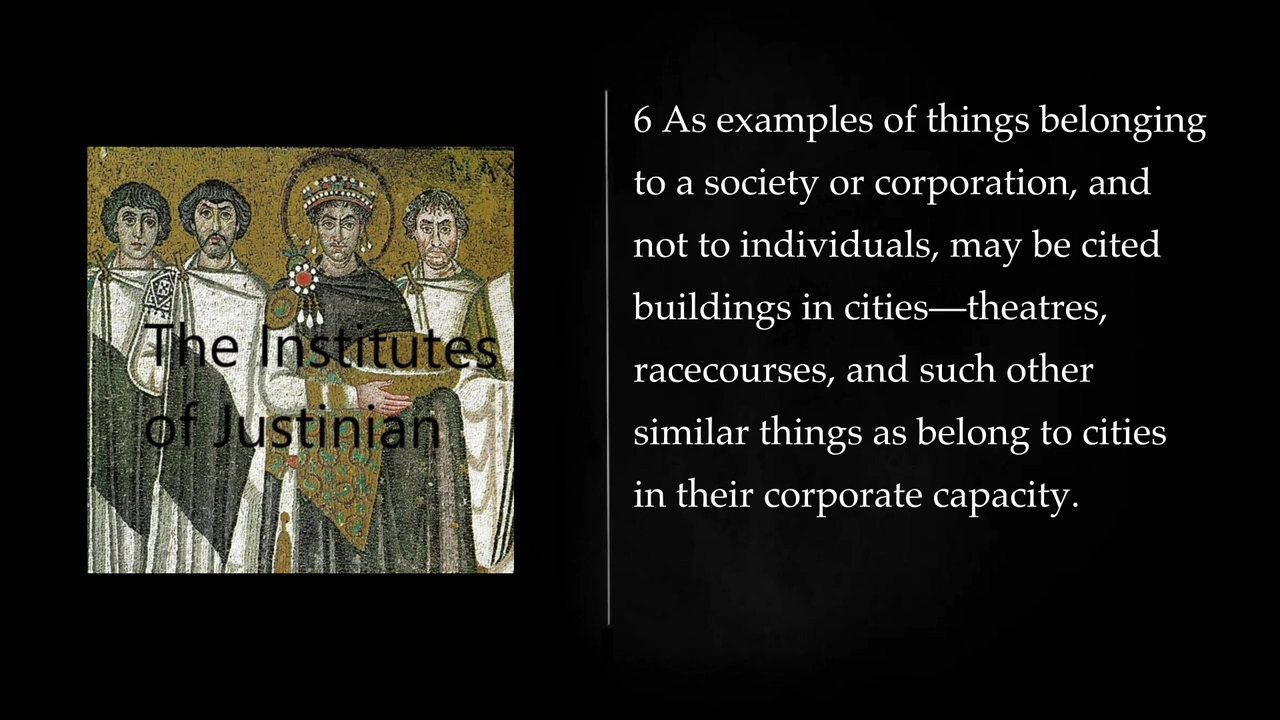 The Institutes
of Justinian
6 As examples of things belonging
to a society or corporation, and
not to individuals, may be cited
buildings in cities—theatres,
racecourses, and such other
similar things as belong to cities
in their corporate capacity.